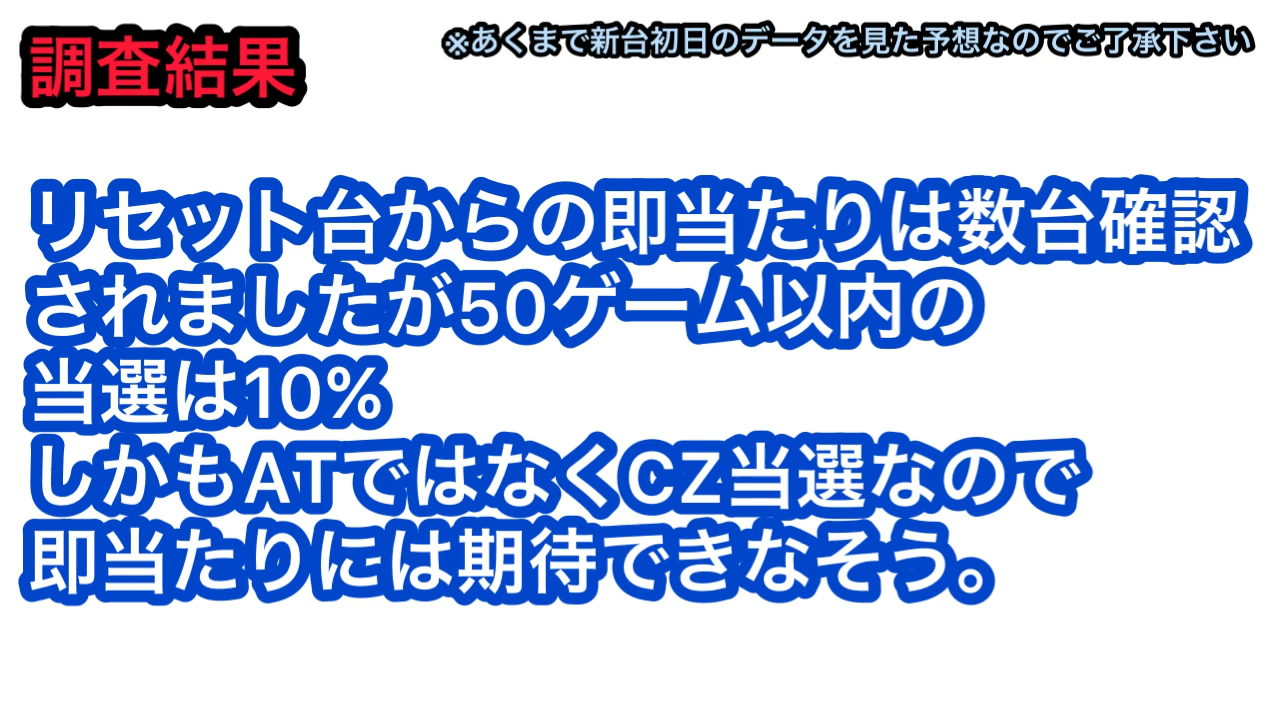 調査結果
※あくまで新台初日のデータを見た予想なのでご了承下さい
リセット台からの即当たりは数台確認
されましたが50ゲーム以内の
当選は10%
しかもATではなくCZ当選なので
即当たりには期待できなそう。